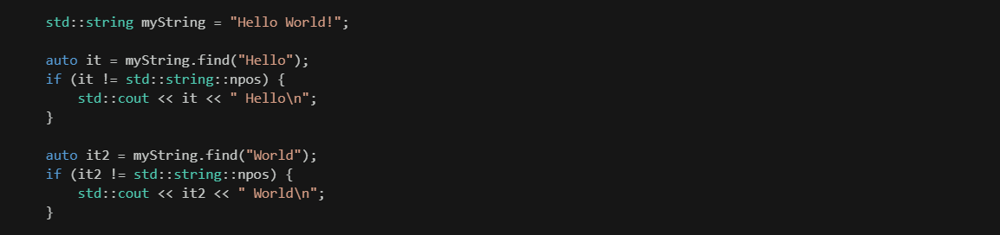 std::string myString = "Hello World!";
auto it = myString.find("Hello");
if (it != std::string::npos) {
std::cout << it << " Hello\n";
}
auto it2 = myString.find("World");
if (it2 != std::string::npos) {
std::cout << it2 << " World\n";
}